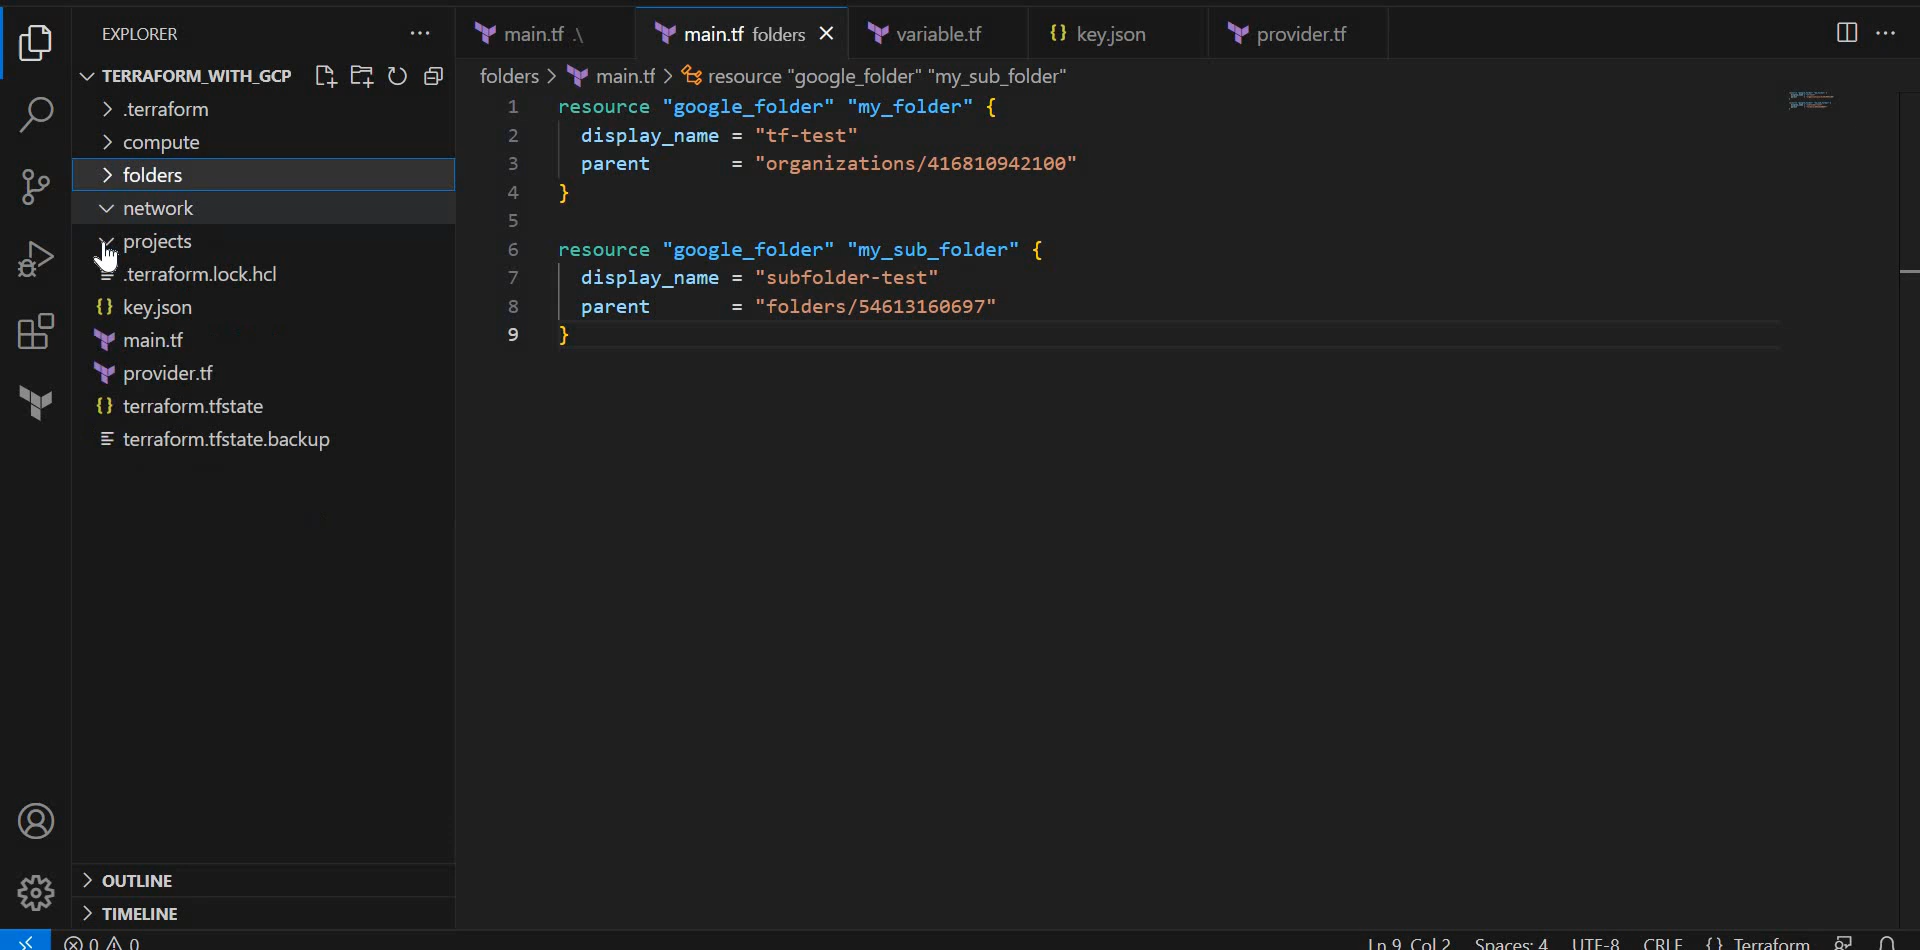 EXPLORER
TERRAFORM_WITH_GCP
.terraform
compute
folders
network
projects
.terraform.lock.hcl
{} key.json
main.tf
provider.tf
{} terraform.tfstate
terraform.tfstate.backup
OUTLINE
TIMELINE
main.tf .\
main.tf folders
variable.tf
{} key.json
provider.tf
folders > main.tf > resource "google_folder" "my_sub_folder"
1 resource "google_folder" "my_folder" {
2 display_name = "tf-test"
3 parent = "organizations/416810942100"
4 }
5
6 resource "google_folder" "my_sub_folder" {
7 display_name = "subfolder-test"
8 parent = "folders/54613160697"
9 }
0 0
Ln 9, Col 2 Spaces: 4 UTF-8 CRLF {} Terraform